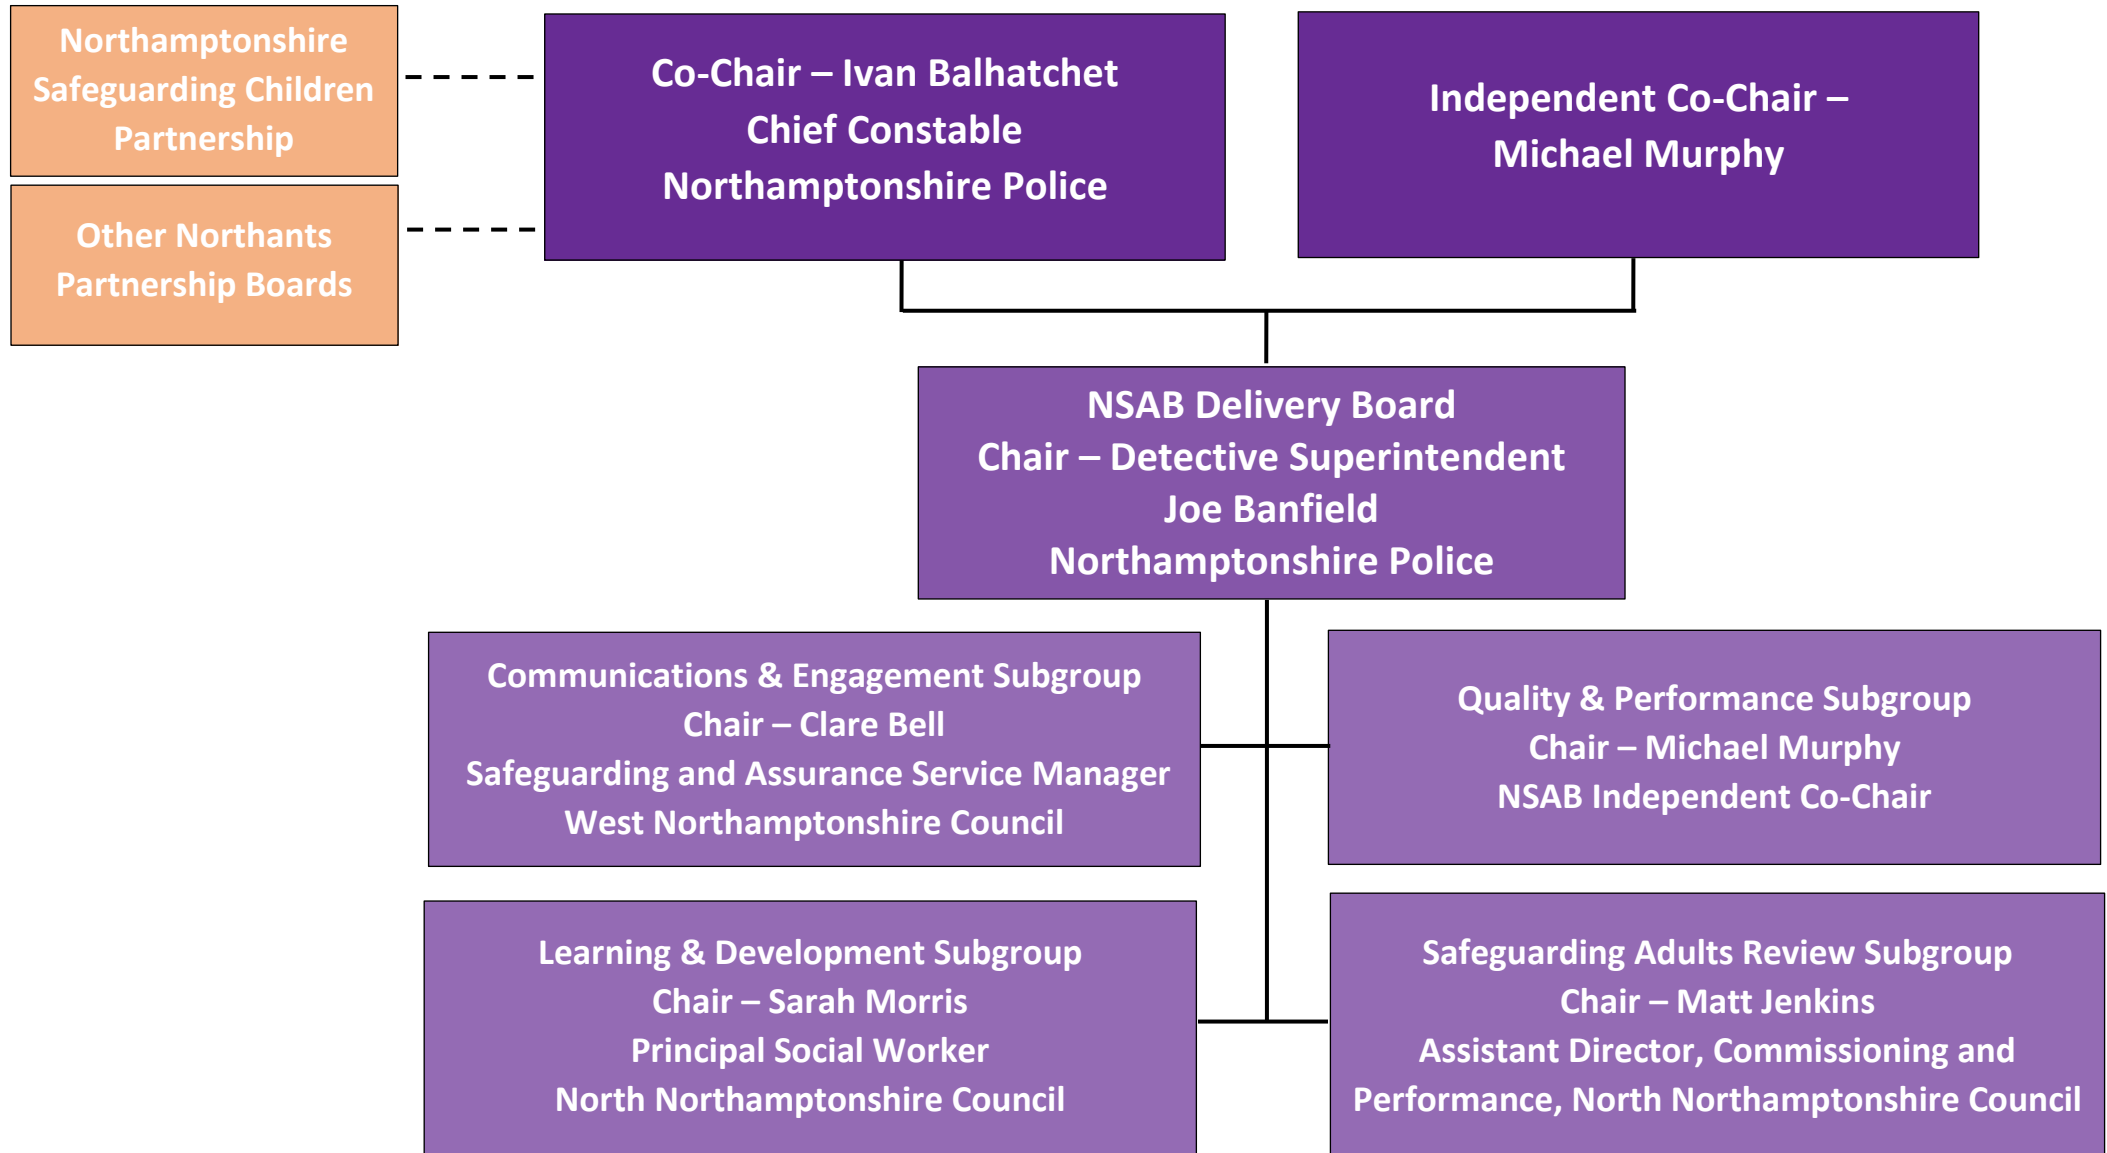 Northamptonshire
Safeguarding Children
Partnership
Other Northants
Partnership Boards
Co-Chair – Ivan Balhatchet
Chief Constable
Northamptonshire Police
Independent Co-Chair –
Michael Murphy
NSAB Delivery Board
Chair – Detective Superintendent
Joe Banfield
Northamptonshire Police
Communications & Engagement Subgroup
Chair – Clare Bell
Safeguarding and Assurance Service Manager
West Northamptonshire Council
Quality & Performance Subgroup
Chair – Michael Murphy
NSAB Independent Co-Chair
Learning & Development Subgroup
Chair – Sarah Morris
Principal Social Worker
North Northamptonshire Council
Safeguarding Adults Review Subgroup
Chair – Matt Jenkins
Assistant Director, Commissioning and
Performance, North Northamptonshire Council